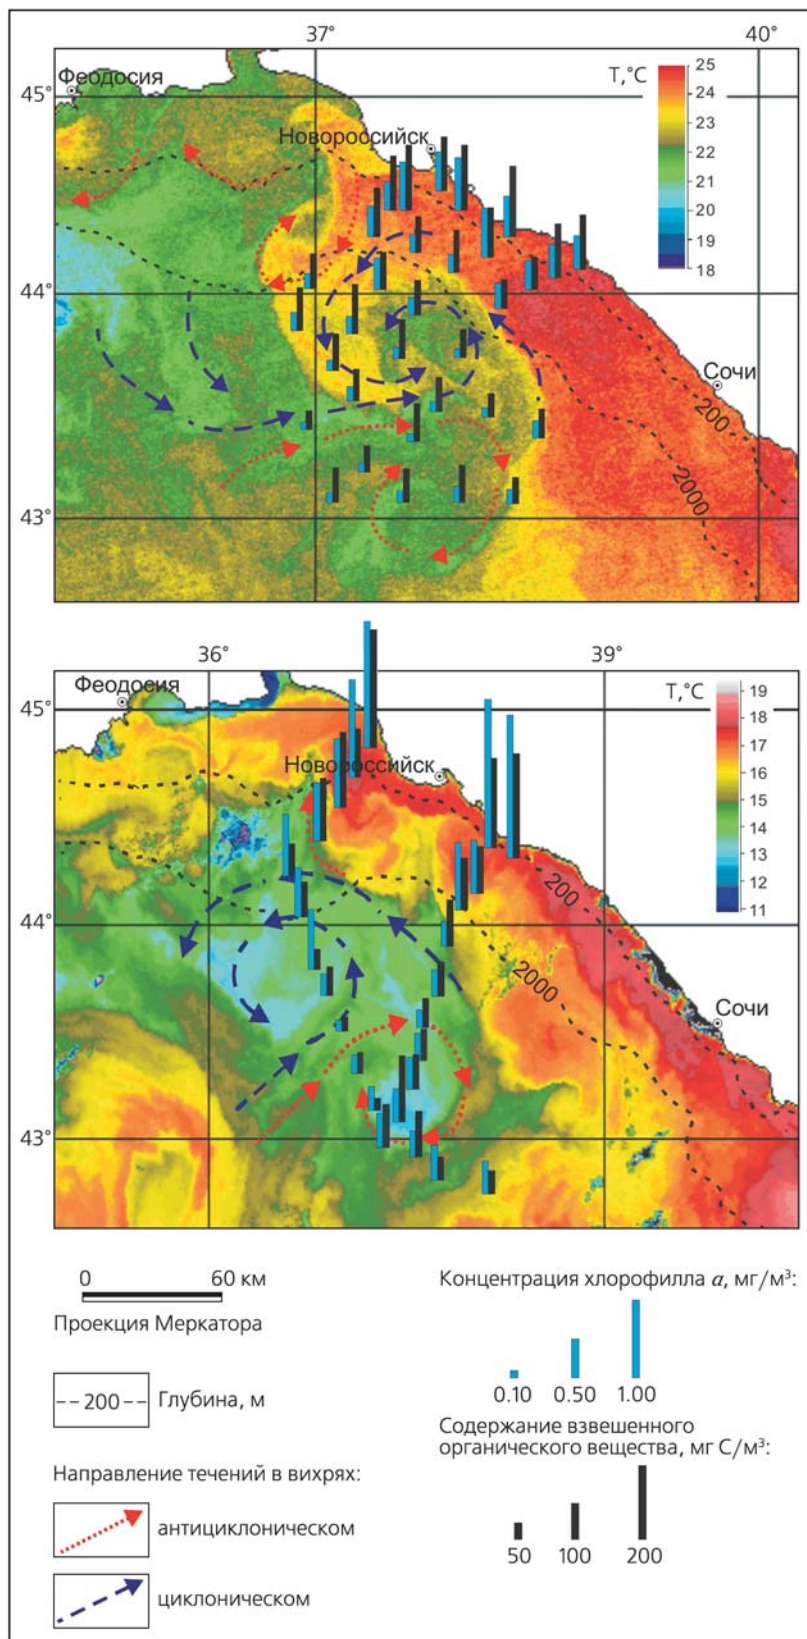 37° 40°
Феодосия
45°
Т,°C
25
24
23
22
21
20
19
18
Новороссийск
44°
Сочи
200
2000
43°
36° 39°
Феодосия
45°
Т,°C
19
18
17
16
15
14
13
12
11
Новороссийск
44°
200
2000
Сочи
43°
0 60 км
Проекция Меркатора
200 Глубина, м
Направление течений в вихрях:
антициклоническом
циклоническом
Концентрация хлорофилла a, мг/м³:
0.10 0.50 1.00
Содержание взвешенного
органического вещества, мг С/м³:
50 100 200